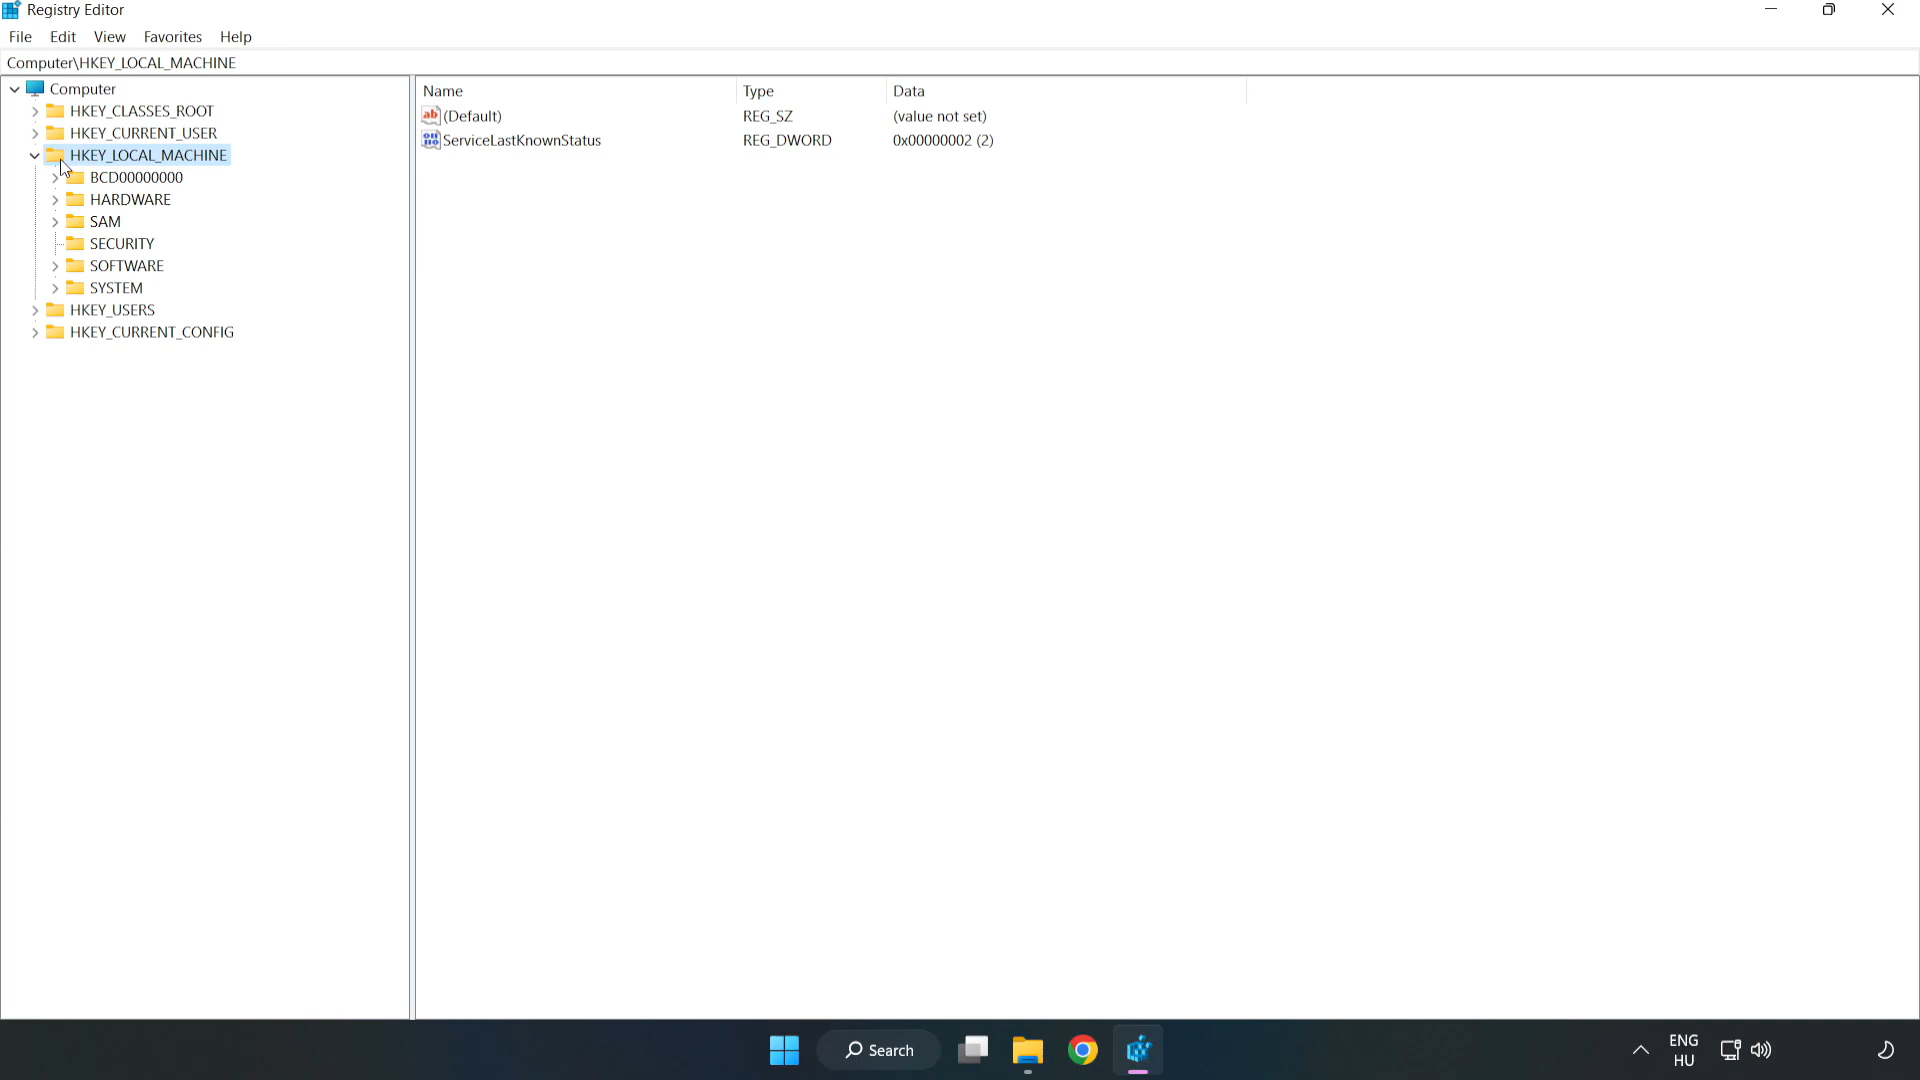 Registry Editor
File Edit View Favorites Help
Computer\HKEY_LOCAL_MACHINE
Computer
HKEY_CLASSES_ROOT
HKEY_CURRENT_USER
HKEY_LOCAL_MACHINE
BCD00000000
HARDWARE
SAM
SECURITY
SOFTWARE
SYSTEM
HKEY_USERS
HKEY_CURRENT_CONFIG
Name Type Data
(Default) REG_SZ (value not set)
ServiceLastKnownStatus REG_DWORD 0x00000002 (2)
Search
ENG
HU